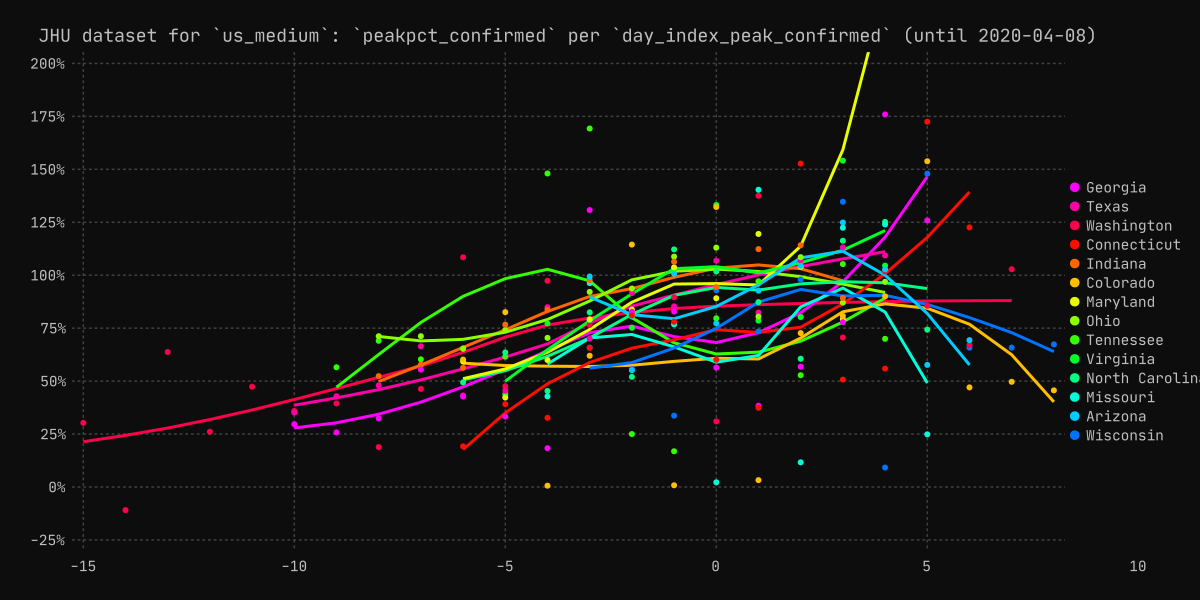 JHU dataset for `us_medium`: `peakpct_confirmed` per `day_index_peak_confirmed` (until 2020-04-08)
200%
175%
150%
125%
100%
75%
50%
25%
0%
-25%
-15
-10
-5
0
5
10
Georgia
Texas
Washington
Connecticut
Indiana
Colorado
Maryland
Ohio
Tennessee
Virginia
North Carolin
Missouri
Arizona
Wisconsin